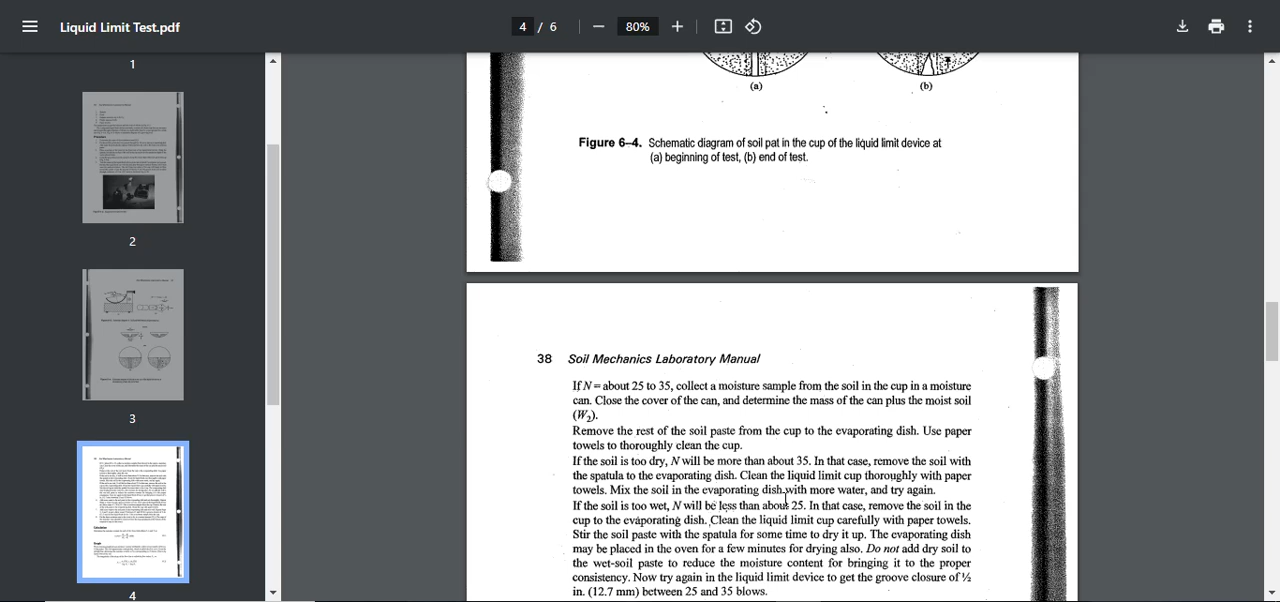 Liquid Limit Test.pdf
4 / 6
80%
1
2
3
4
(a)
(b)
Figure 6–4. Schematic diagram of soil pat in the cup of the liquid limit device at
(a) beginning of test, (b) end of test.
38 Soil Mechanics Laboratory Manual
If N = about 25 to 35, collect a moisture sample from the soil in the cup in a moisture
can. Close the cover of the can, and determine the mass of the can plus the moist soil
(W2).
Remove the rest of the soil paste from the cup to the evaporating dish. Use paper
towels to thoroughly clean the cup.
If the soil is too dry, N will be more than about 35. In that case, remove the soil with
the spatula to the evaporating dish. Clean the liquid limit cup thoroughly with paper
towels. Mix the soil in the evaporating dish with more water, and try again.
If the soil is too wet, N will be less than about 25. In that case, remove the soil in the
cup to the evaporating dish. Clean the liquid limit cup carefully with paper towels.
Stir the soil paste with the spatula for some time to dry it up. The evaporating dish
may be placed in the oven for a few minutes for drying also. Do not add dry soil to
the wet-soil paste to reduce the moisture content for bringing it to the proper
consistency. Now try again in the liquid limit device to get the groove closure of ½
in. (12.7 mm) between 25 and 35 blows.